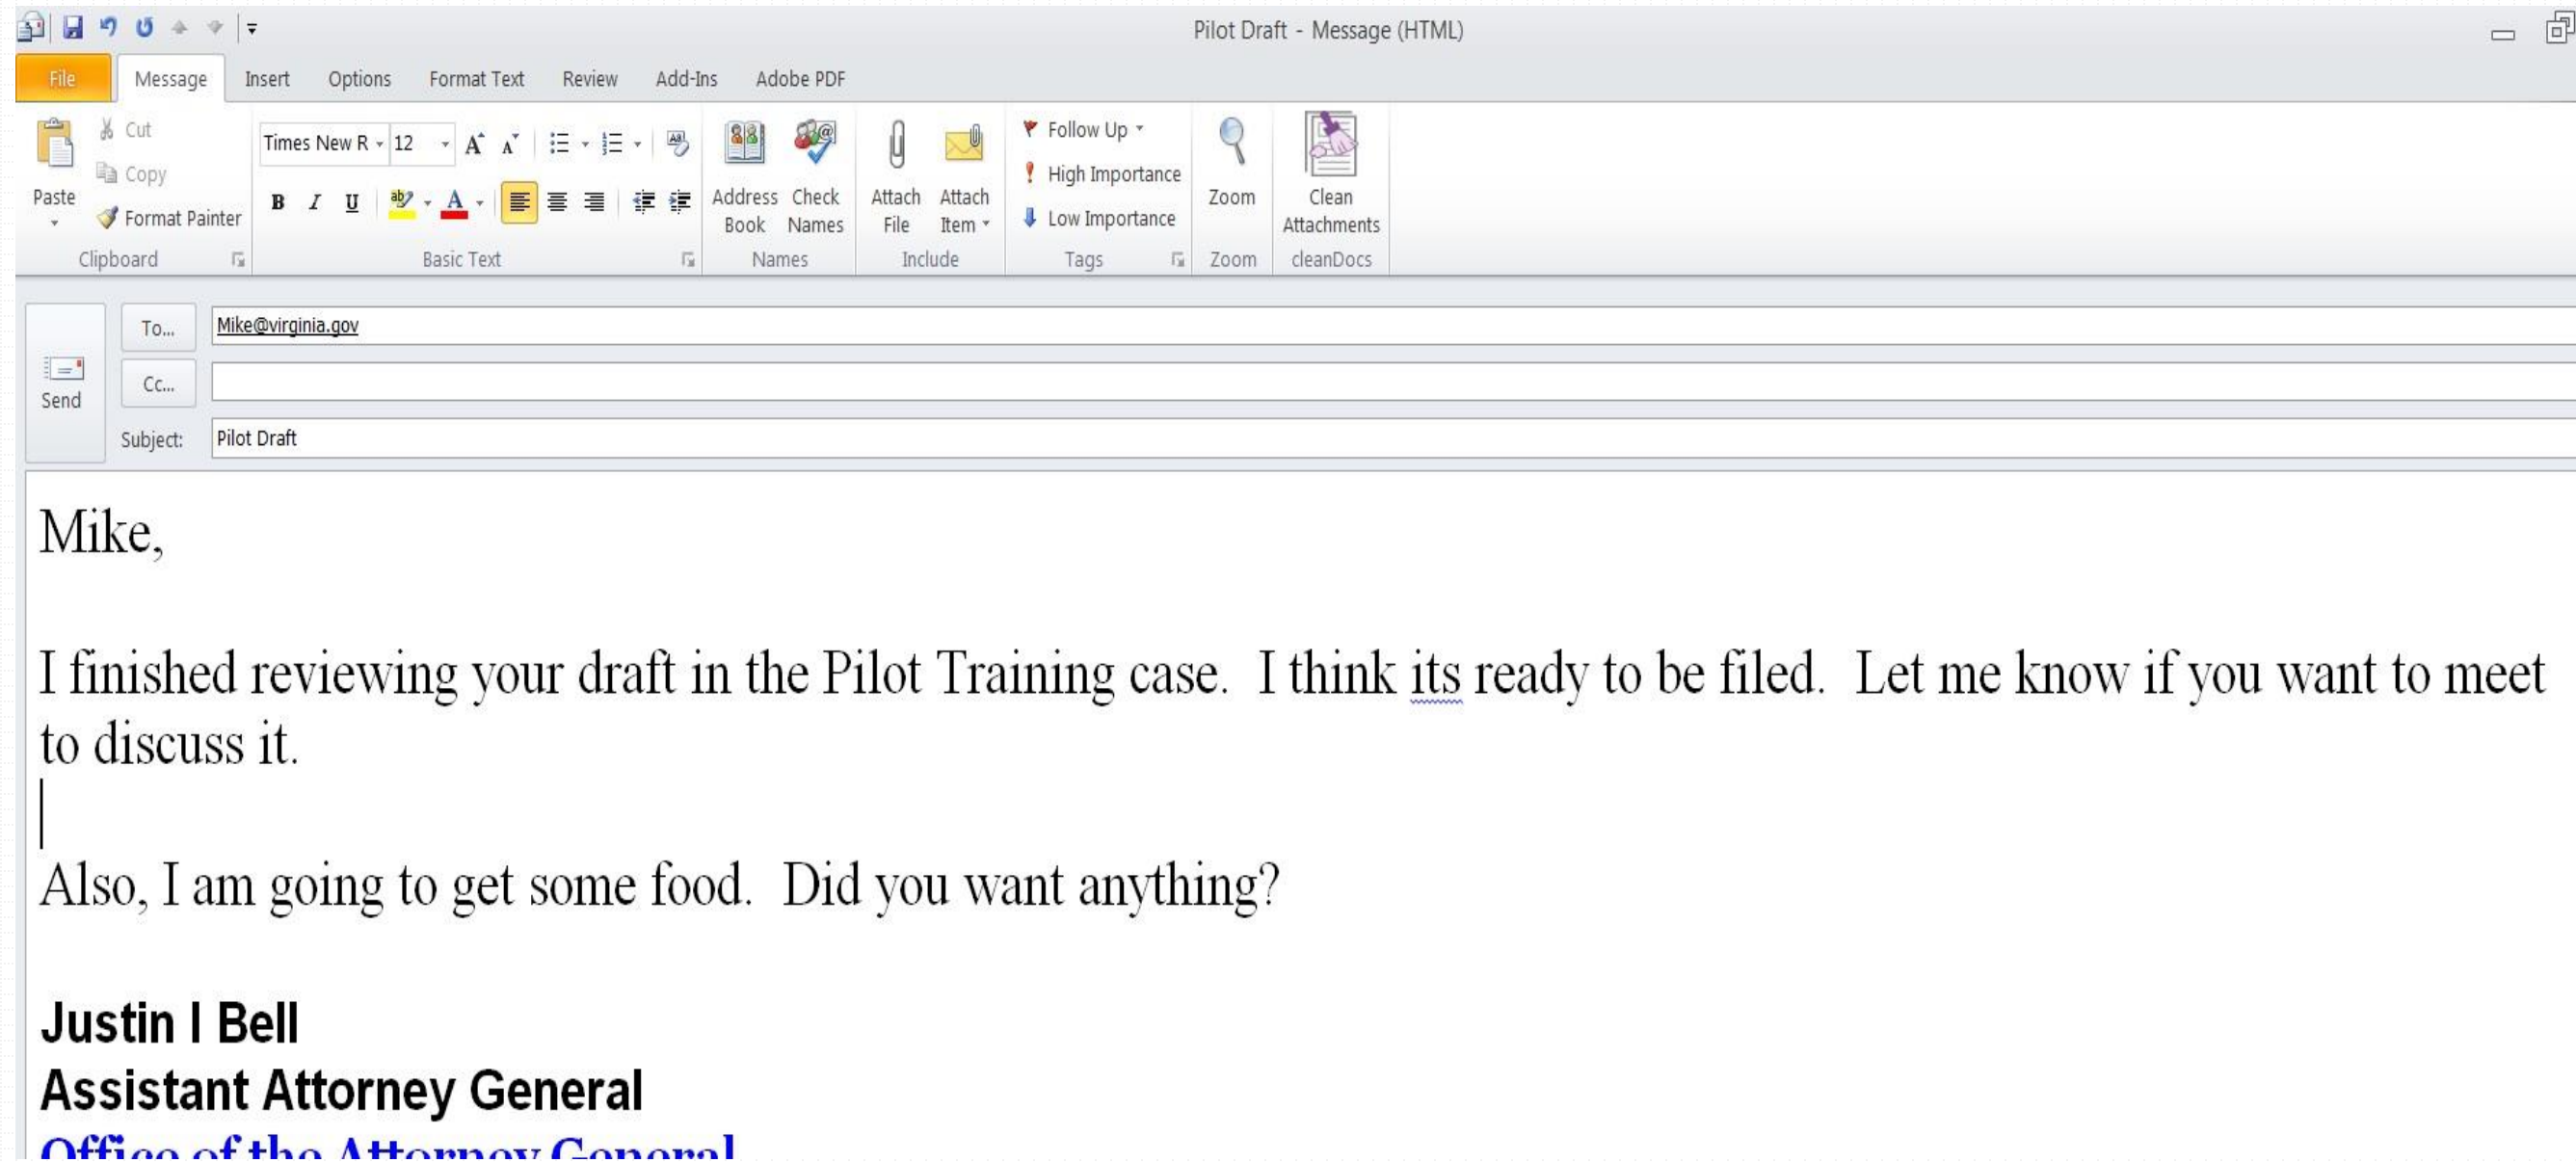 Pilot Draft - Message (HTML)
File Message Insert Options Format Text Review Add-Ins Adobe PDF
Paste
Cut
Copy
Format Painter
Clipboard
Times New R 12
B I U
Basic Text
Address Book
Check Names
Names
Attach File
Attach Item
Include
Follow Up
High Importance
Low Importance
Tags
Zoom
Zoom
Clean Attachments
cleanDocs
Send
To... Mike@virginia.gov
Cc...
Subject: Pilot Draft
Mike,
I finished reviewing your draft in the Pilot Training case.  I think its ready to be filed.  Let me know if you want to meet
to discuss it.
Also, I am going to get some food.  Did you want anything?
Justin I Bell
Assistant Attorney General
Office of the Attorney General